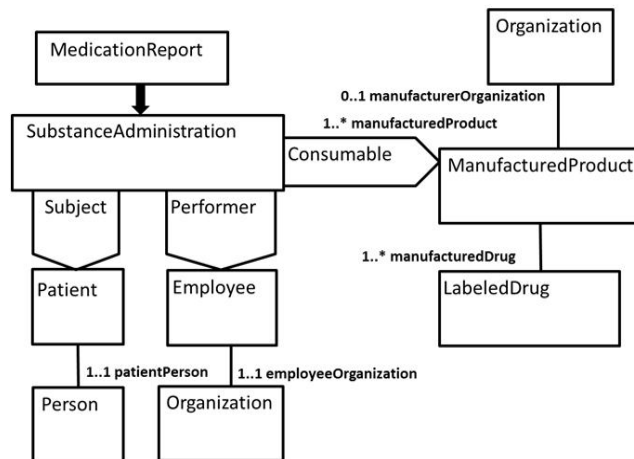 MedicationReport
Organization
0..1 manufacturerOrganization
SubstanceAdministration
1..* manufacturedProduct
Consumable
ManufacturedProduct
Subject
Performer
1..* manufacturedDrug
Patient
Employee
LabeledDrug
1..1 patientPerson
1..1 employeeOrganization
Person
Organization